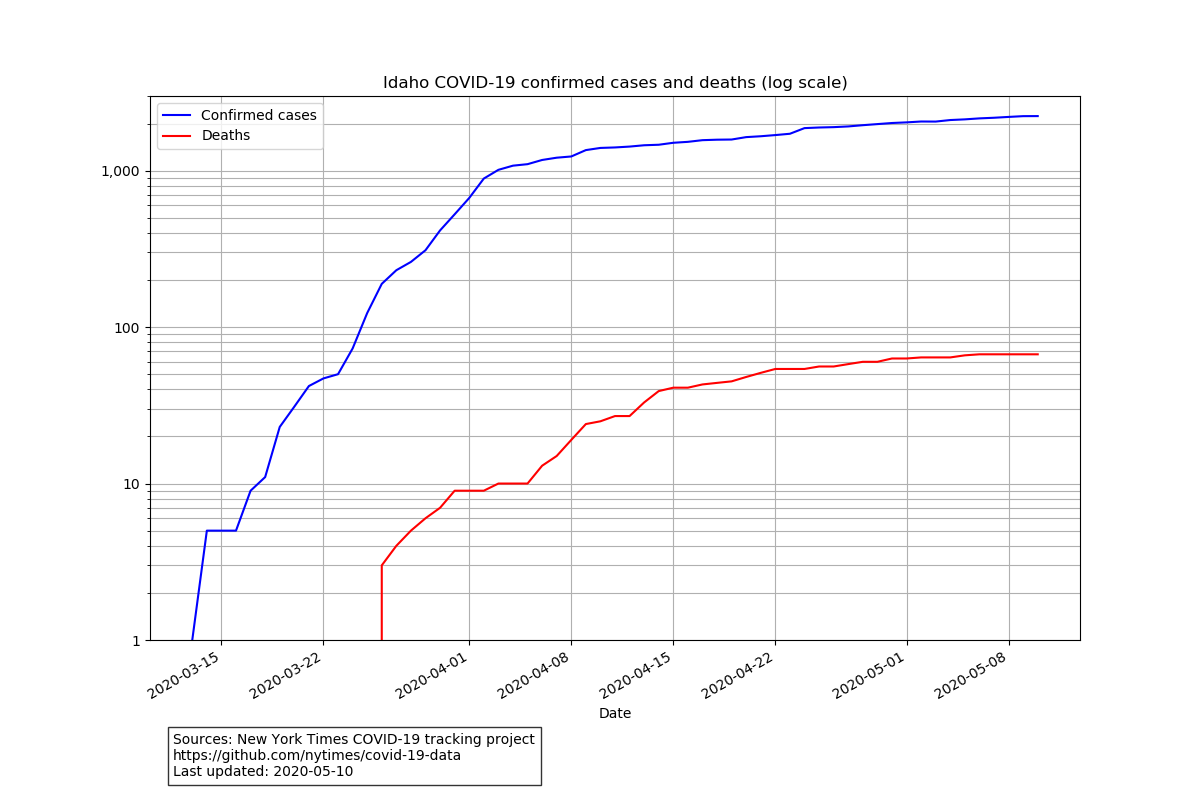 Idaho COVID-19 confirmed cases and deaths (log scale)
Confirmed cases
Deaths
1,000
100
10
1
2020-03-15
2020-03-22
2020-04-01
2020-04-08
2020-04-15
2020-04-22
2020-05-01
2020-05-08
Date
Sources: New York Times COVID-19 tracking project
https://github.com/nytimes/covid-19-data
Last updated: 2020-05-10